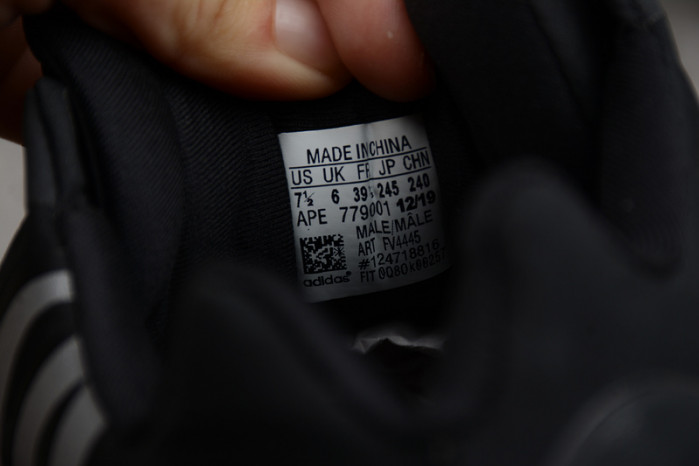 MADE IN CHINA
US UK FR JP CHN
7½ 6 39⅓ 245 240
APE 779001 12/19
MALE/MÂLE
ART FV4445
adidas